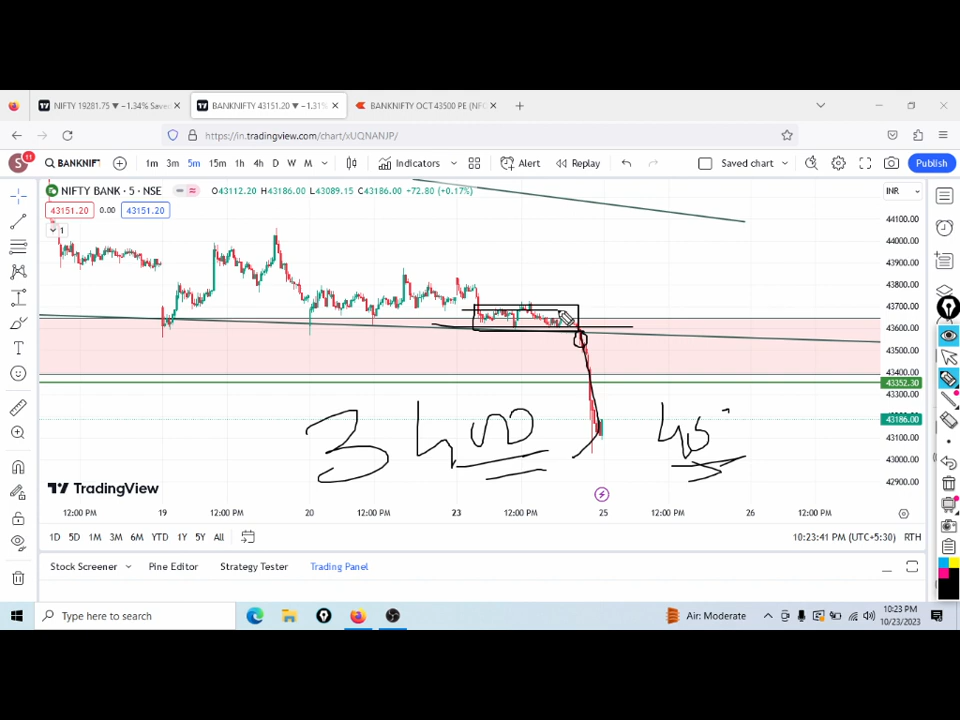 NIFTY 19281.75 ▼ −1.34% Save
BANKNIFTY 43151.20 ▼ −1.31%
BANKNIFTY OCT 43500 PE (NFO
https://in.tradingview.com/chart/xUQNANJP/
S 11 BANKNIFT 1m 3m 5m 15m 1h 4h D W M Indicators Alert Replay Saved chart Publish
NIFTY BANK · 5 · NSE O43112.20 H43186.00 L43089.15 C43186.00 +72.80 (+0.17%) INR
43151.20 0.00 43151.20
1
44100.00
44000.00
43900.00
43800.00
43700.00
43600.00
43500.00
43400.00
43352.30
43300.00
43186.00
43100.00
43000.00
42900.00
TradingView
12:00 PM 19 12:00 PM 20 12:00 PM 23 12:00 PM 25 12:00 PM 26 12:00 PM
1D 5D 1M 3M 6M YTD 1Y 5Y All 10:23:41 PM (UTC+5:30) RTH
Stock Screener Pine Editor Strategy Tester Trading Panel
Type here to search Air: Moderate 10:23 PM
10/23/2023